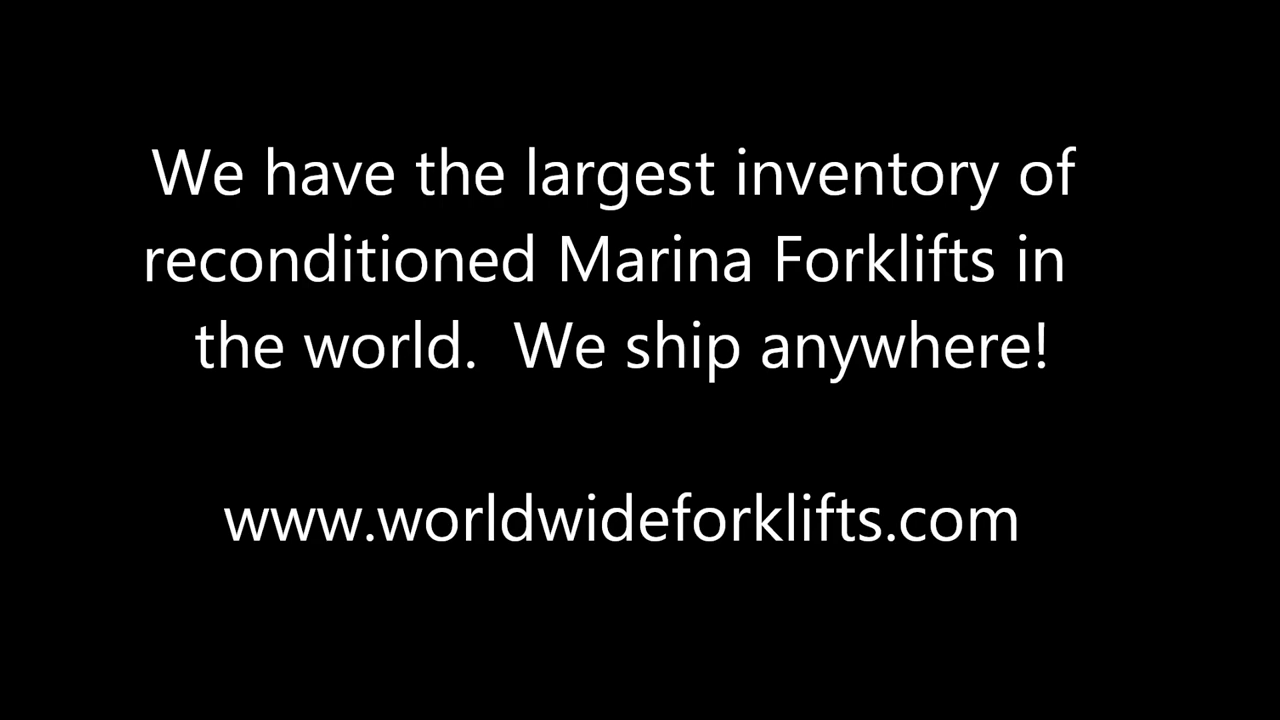 We have the largest inventory of
reconditioned Marina Forklifts in
the world.  We ship anywhere!
www.worldwideforklifts.com